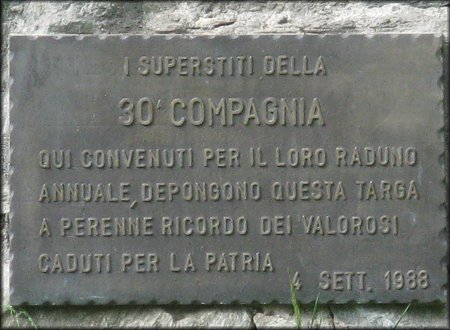 I SUPERSTITI DELLA
30ᴬ COMPAGNIA
QUI CONVENUTI PER IL LORO RADUNO
ANNUALE, DEPONGONO QUESTA TARGA
A PERENNE RICORDO DEI VALOROSI
CADUTI PER LA PATRIA
4 SETT. 1988